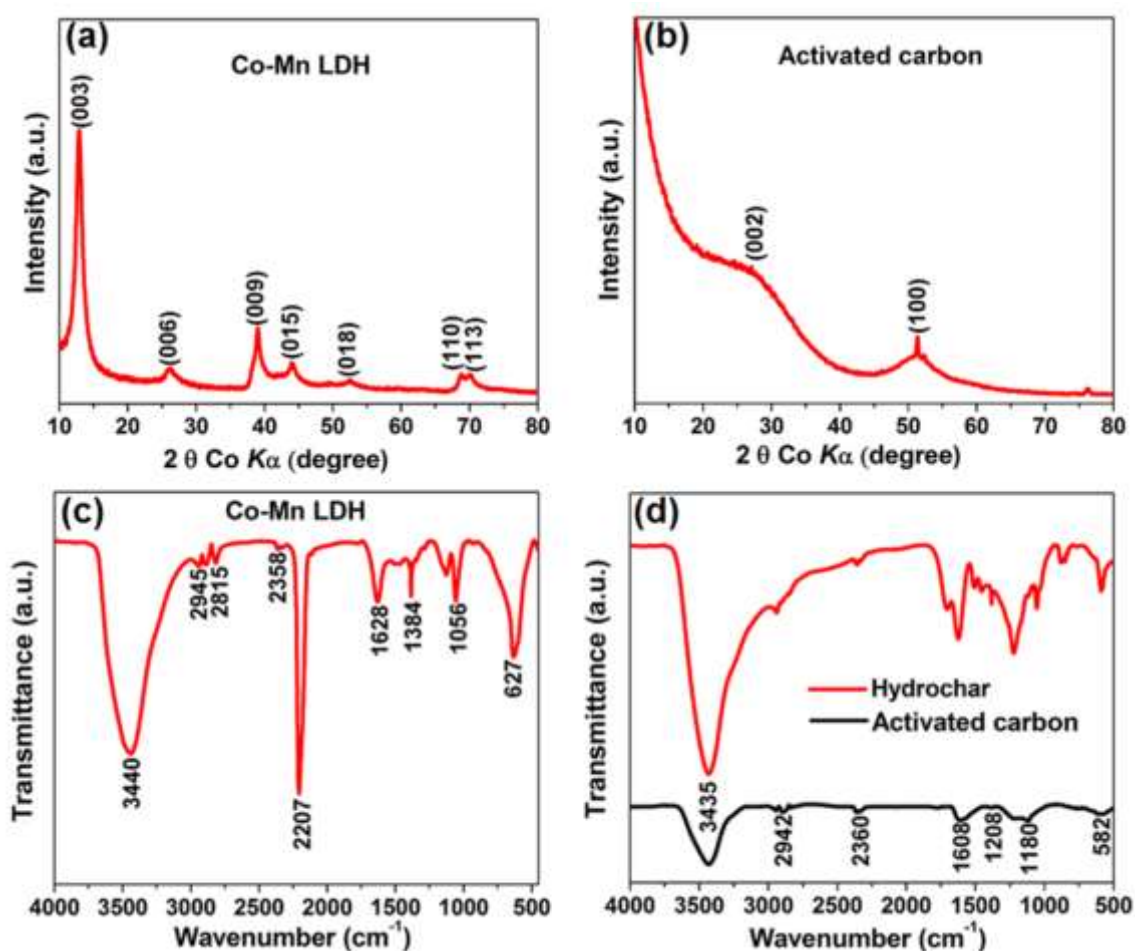 (a)
Co-Mn LDH
(003)
(006)
(009)
(015)
(018)
(110)
(113)
Intensity (a.u.)
10 20 30 40 50 60 70 80
2 θ Co Kα (degree)
(b)
Activated carbon
(002)
(100)
Intensity (a.u.)
10 20 30 40 50 60 70 80
2 θ Co Kα (degree)
(c)
Co-Mn LDH
3440
2945
2815
2358
2207
1628
1384
1056
627
Transmittance (a.u.)
4000 3500 3000 2500 2000 1500 1000 500
Wavenumber (cm⁻¹)
(d)
Hydrochar
Activated carbon
3435
2942
2360
1608
1208
1180
582
Transmittance (a.u.)
4000 3500 3000 2500 2000 1500 1000 500
Wavenumber (cm⁻¹)